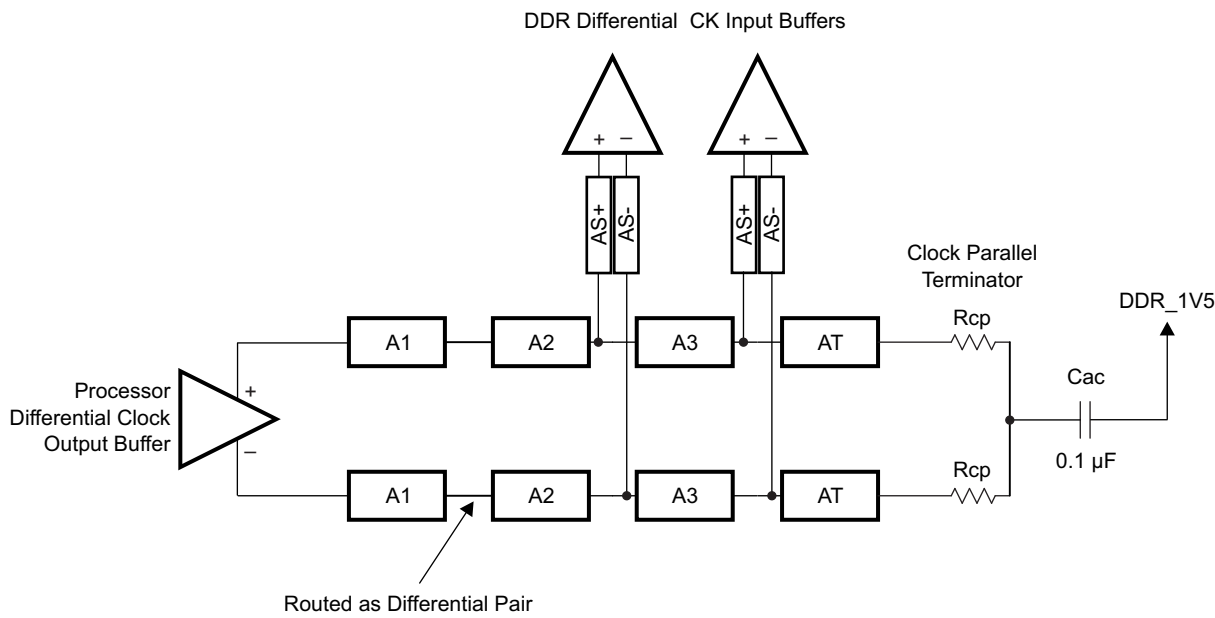 DDR Differential CK Input Buffers
+ –
+ –
AS+
AS-
AS+
AS-
Clock Parallel
Terminator
DDR_1V5
Rcp
A1
A2
A3
AT
Processor
Differential Clock
Output Buffer
+
–
Cac
0.1 µF
Rcp
A1
A2
A3
AT
Routed as Differential Pair